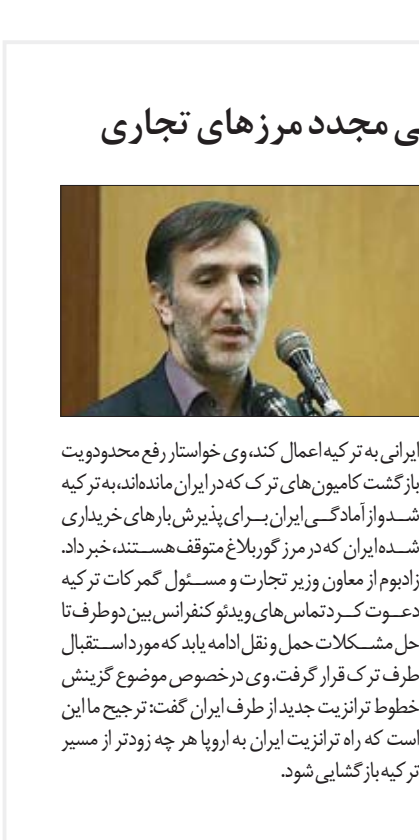 ی مجدد مرزهای تجاری
ایرانی به ترکیه اعمال کند، وی خواستار رفع محدودویت
بازگشت کامیون‌های ترک که در ایران مانده‌اند، به ترکیه
شد و از آمادگی ایران برای پذیرش بارهای خریداری
شده ایران که در مرز گوربلاغ متوقف هستند، خبر داد.
زادبوم از معاون وزیر تجارت و مسئول گمرکات ترکیه
دعوت کرد تماس‌های ویدئو کنفرانس بین دو طرف تا
حل مشکلات حمل و نقل ادامه یابد که مورد استقبال
طرف ترک قرار گرفت. وی درخصوص موضوع گزینش
خطوط ترانزیت جدید از طرف ایران گفت: ترجیح ما این
است که راه ترانزیت ایران به اروپا هر چه زودتر از مسیر
ترکیه بازگشایی شود.